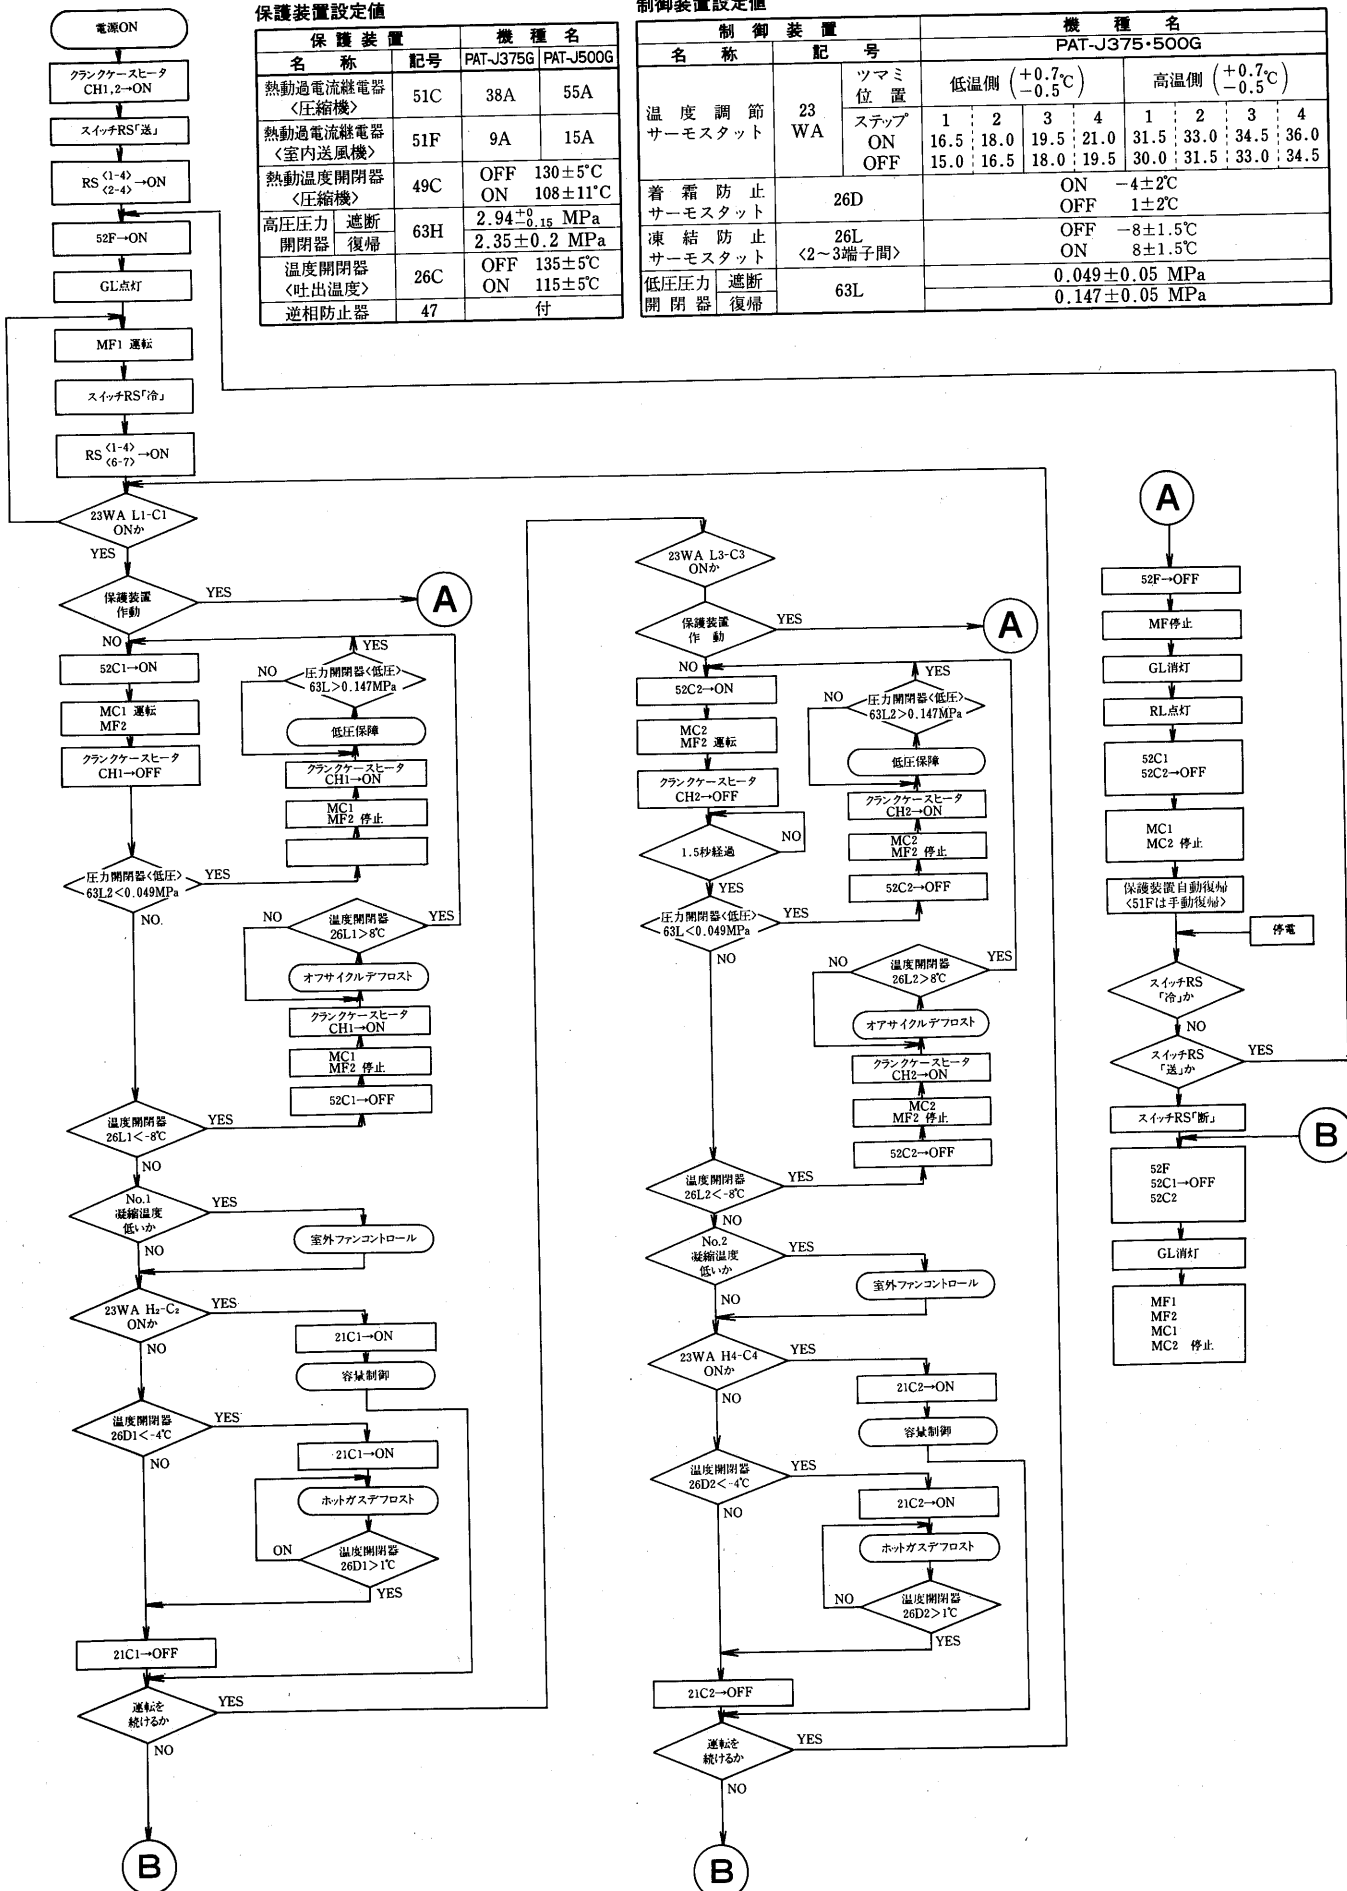 保護装置設定値
保護装置 機種名
名称 記号 PAT-J375G PAT-J500G
熱動過電流継電器
<圧縮機> 51C 38A 55A
熱動過電流継電器
<室内送風機> 51F 9A 15A
熱動温度開閉器
<圧縮機> 49C OFF 130±5℃
ON 108±11℃
高圧圧力開閉器 63H
遮断 2.94+0 -0.15 MPa
復帰 2.35±0.2 MPa
温度開閉器
<吐出温度> 26C OFF 135±5℃
ON 115±5℃
逆相防止器 47 付
制御装置設定値
制御装置 機種名
名称 記号 PAT-J375・500G
温度調節
サーモスタット
23
WA
ツマミ
位置 低温側 (+0.7 -0.5℃) 高温側 (+0.7 -0.5℃)
ステップ 1 2 3 4 1 2 3 4
ON 16.5 18.0 19.5 21.0 31.5 33.0 34.5 36.0
OFF 15.0 16.5 18.0 19.5 30.0 31.5 33.0 34.5
着霜防止
サーモスタット 26D ON -4±2℃
OFF 1±2℃
凍結防止
サーモスタット 26L
<2~3端子間> OFF -8±1.5℃
ON 8±1.5℃
低圧圧力
開閉器 63L
遮断 0.049±0.05 MPa
復帰 0.147±0.05 MPa
電源ON
クランクケースヒータ
CH1,2→ON
スイッチRS「送」
RS <1-4> <2-4> →ON
52F→ON
GL点灯
MF1 運転
スイッチRS「冷」
RS <1-4> <6-7> →ON
23WA L1-C1
ONか
YES
保護装置
作動
YES
A
NO
52C1→ON
MC1 運転
MF2
クランクケースヒータ
CH1→OFF
圧力開閉器<低圧>
63L2<0.049MPa
YES
NO.
YES
NO
圧力開閉器<低圧>
63L>0.147MPa
低圧保障
クランクケースヒータ
CH1→ON
MC1
MF2 停止
NO
温度開閉器
26L1>8℃
YES
オフサイクルデフロスト
クランクケースヒータ
CH1→ON
MC1
MF2 停止
52C1→OFF
温度開閉器
26L1<-8℃
YES
NO
No.1
凝縮温度
低いか
YES
NO
室外ファンコントロール
23WA H2-C2
ONか
YES
NO
21C1→ON
容量制御
温度開閉器
26D1<-4℃
YES
NO
21C1→ON
ホットガスデフロスト
ON
温度開閉器
26D1>1℃
YES
21C1→OFF
運転を
続けるか
YES
NO
B
23WA L3-C3
ONか
保護装置
作動
YES
A
NO
52C2→ON
MC2
MF2 運転
クランクケースヒータ
CH2→OFF
1.5秒経過
NO
YES
圧力開閉器<低圧>
63L<0.049MPa
YES
NO
YES
NO
圧力開閉器<低圧>
63L2>0.147MPa
低圧保障
クランクケースヒータ
CH2→ON
MC2
MF2 停止
52C2→OFF
NO
温度開閉器
26L2>8℃
YES
オアサイクルデフロスト
クランクケースヒータ
CH2→ON
MC2
MF2 停止
52C2→OFF
温度開閉器
26L2<-8℃
YES
NO
No.2
凝縮温度
低いか
YES
NO
室外ファンコントロール
23WA H4-C4
ONか
YES
NO
21C2→ON
容量制御
温度開閉器
26D2<-4℃
YES
NO
21C2→ON
ホットガスデフロスト
NO
温度開閉器
26D2>1℃
YES
21C2→OFF
運転を
続けるか
YES
NO
B
A
52F→OFF
MF停止
GL消灯
RL点灯
52C1
52C2→OFF
MC1
MC2 停止
保護装置自動復帰
<51Fは手動復帰>
停電
スイッチRS
「冷」か
NO
スイッチRS
「送」か
YES
スイッチRS「断」
B
52F
52C1→OFF
52C2
GL消灯
MF1
MF2
MC1
MC2 停止